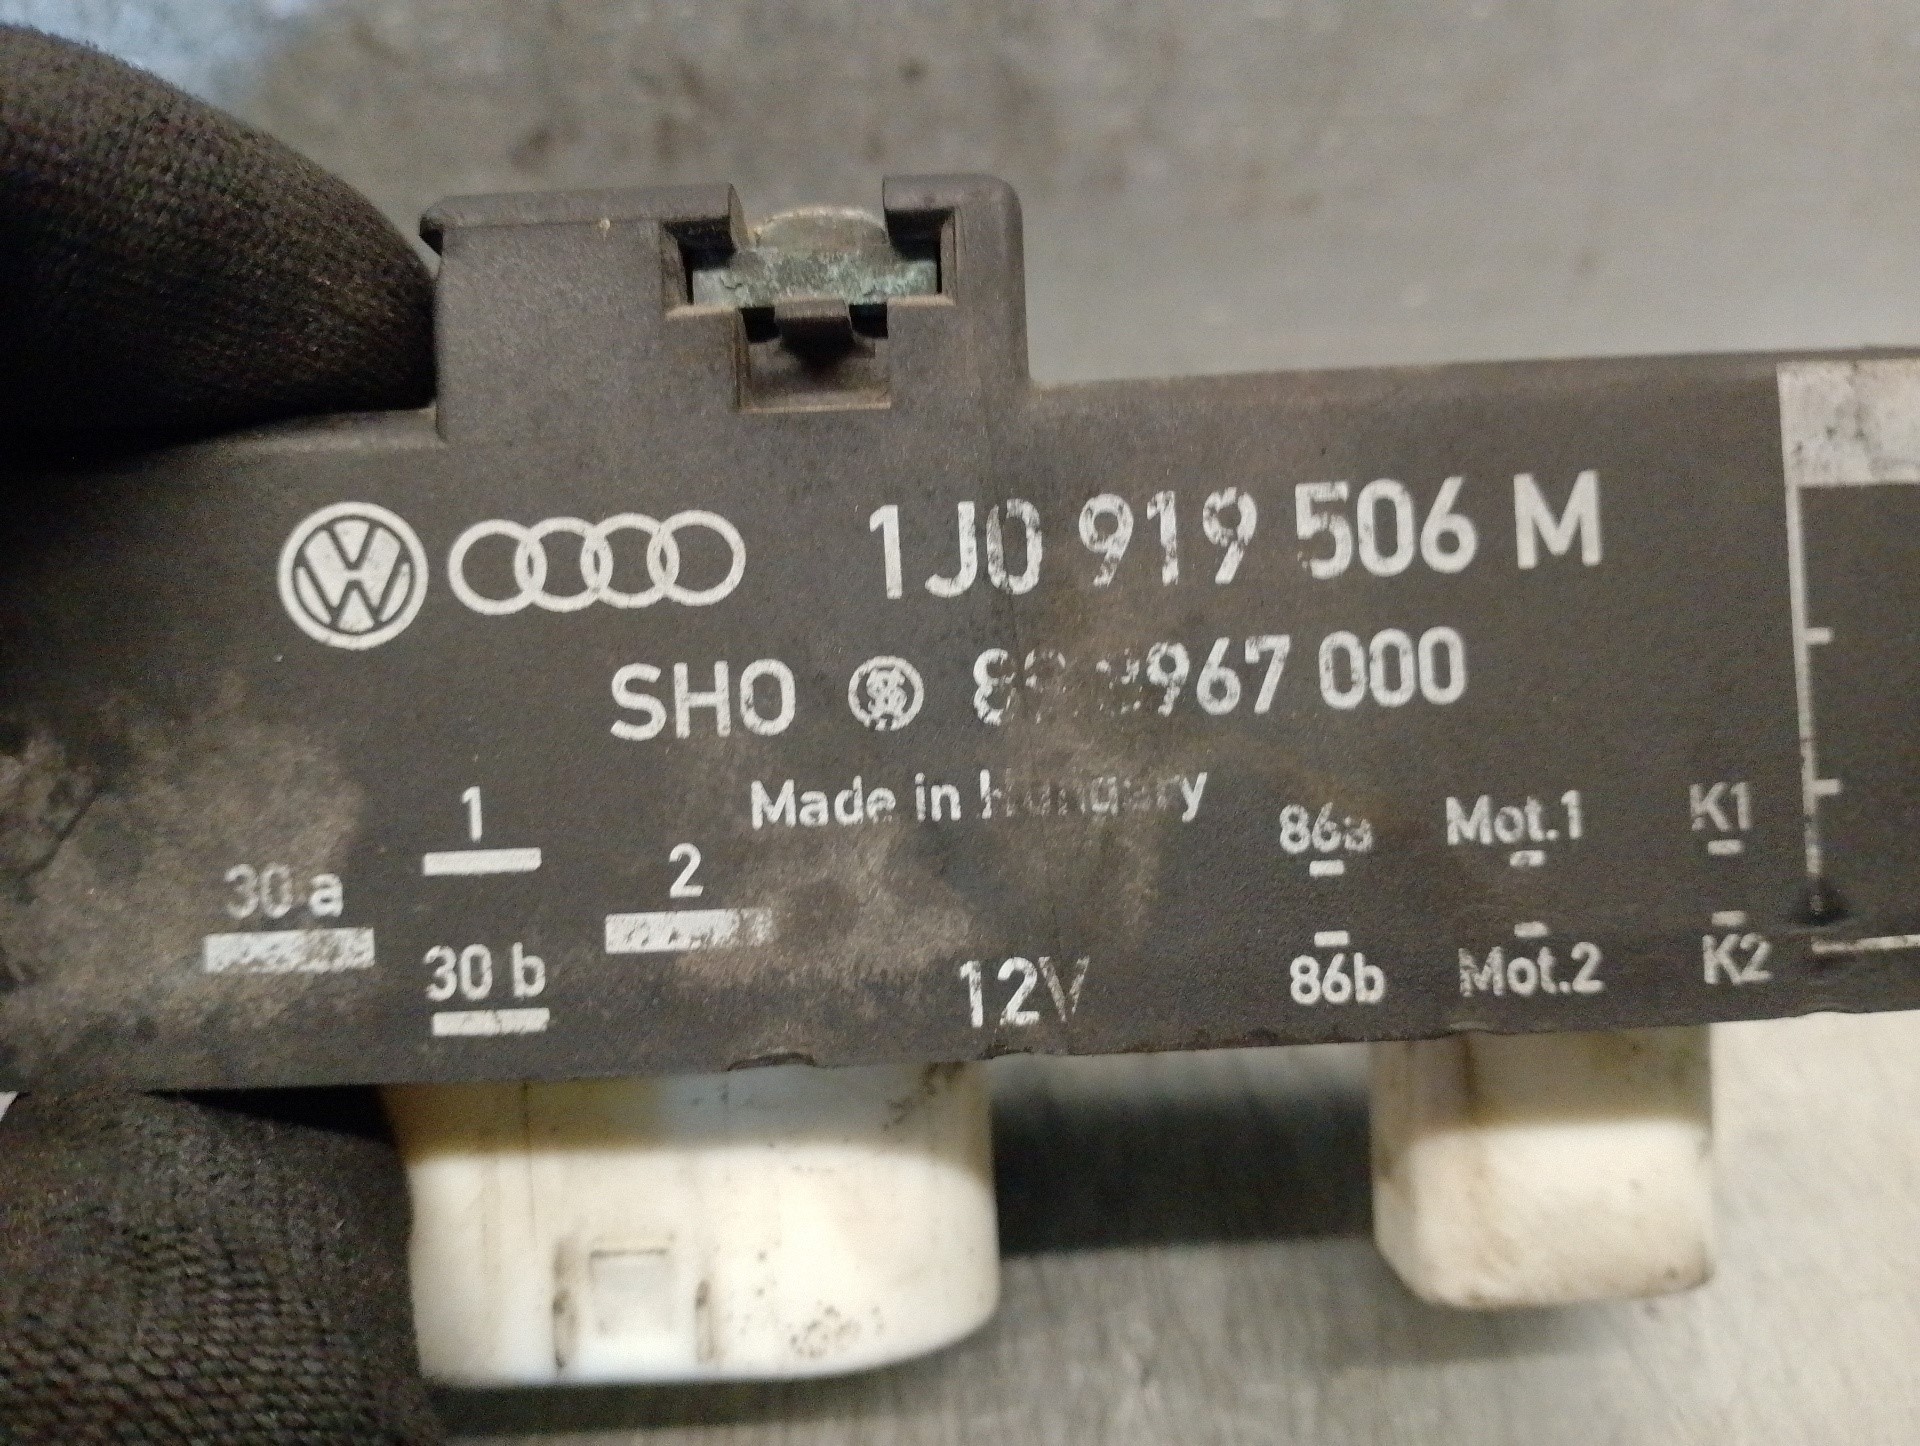 1J0 919 506 M
SHO 967 000
Made in Hungary
1
2
30 a
30 b
12V
86a
Mot.1
K1
86b
Mot.2
K2